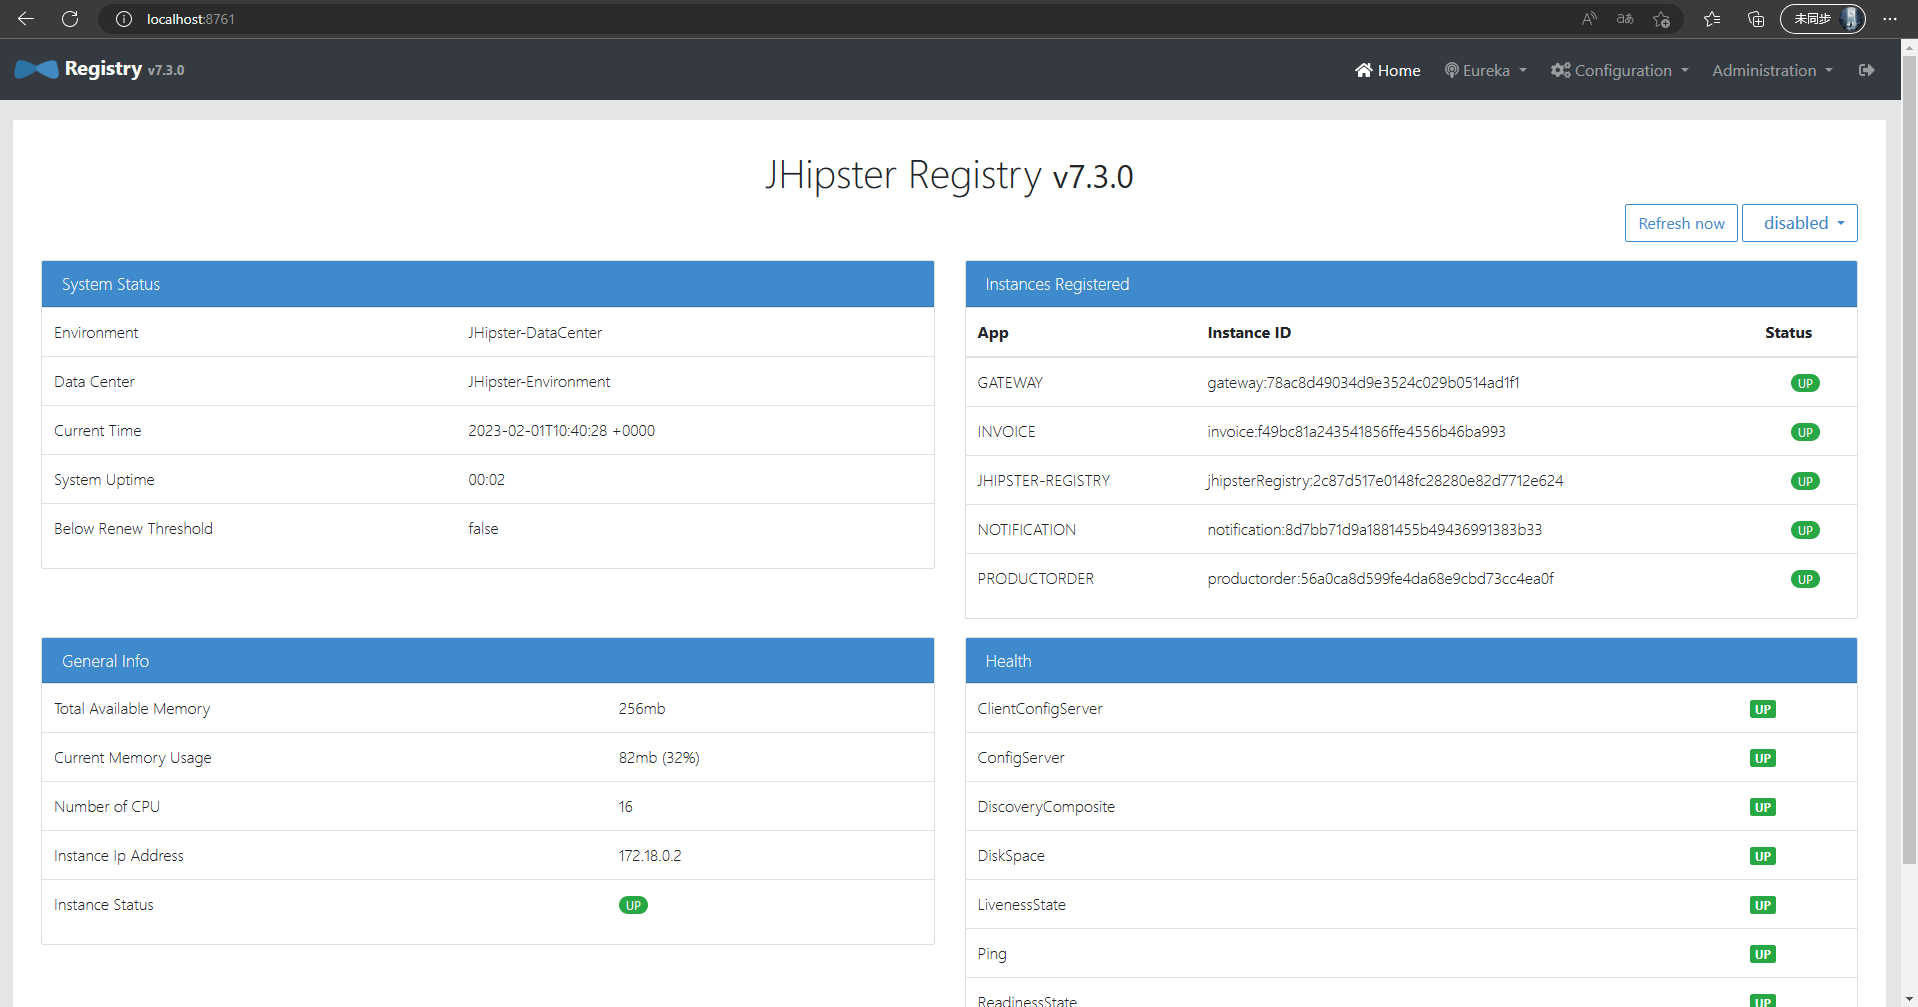 localhost:8761
未同步
Registry v7.3.0
Home
Eureka
Configuration
Administration
JHipster Registry v7.3.0
Refresh now
disabled
System Status
Environment JHipster-DataCenter
Data Center JHipster-Environment
Current Time 2023-02-01T10:40:28 +0000
System Uptime 00:02
Below Renew Threshold false
Instances Registered
App Instance ID Status
GATEWAY gateway:78ac8d49034d9e3524c029b0514ad1f1 UP
INVOICE invoice:f49bc81a243541856ffe4556b46ba993 UP
JHIPSTER-REGISTRY jhipsterRegistry:2c87d517e0148fc28280e82d7712e624 UP
NOTIFICATION notification:8d7bb71d9a1881455b49436991383b33 UP
PRODUCTORDER productorder:56a0ca8d599fe4da68e9cbd73cc4ea0f UP
General Info
Total Available Memory 256mb
Current Memory Usage 82mb (32%)
Number of CPU 16
Instance Ip Address 172.18.0.2
Instance Status UP
Health
ClientConfigServer UP
ConfigServer UP
DiscoveryComposite UP
DiskSpace UP
LivenessState UP
Ping UP
ReadinessState UP